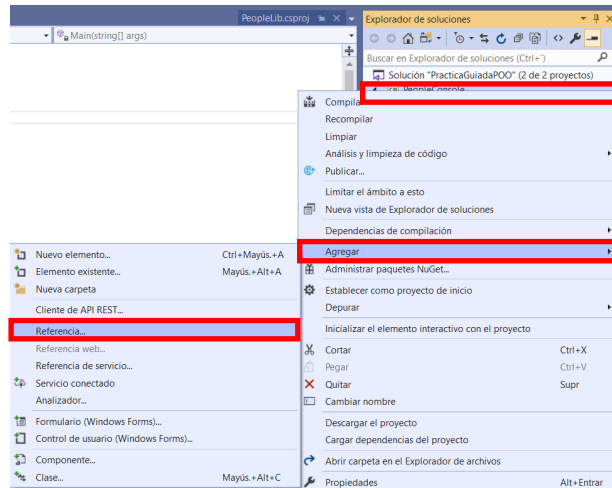 PeopleLib.csproj
Explorador de soluciones
Main(string[] args)
Buscar en Explorador de soluciones (Ctrl+´)
Solución "PracticaGuiadaPOO" (2 de 2 proyectos)
PeopleConsole
Compilar
Recompilar
Limpiar
Análisis y limpieza de código
Publicar...
Limitar el ámbito a esto
Nueva vista de Explorador de soluciones
Dependencias de compilación
Agregar
Administrar paquetes NuGet...
Establecer como proyecto de inicio
Depurar
Inicializar el elemento interactivo con el proyecto
Cortar Ctrl+X
Pegar Ctrl+V
Quitar Supr
Cambiar nombre
Descargar el proyecto
Cargar dependencias del proyecto
Abrir carpeta en el Explorador de archivos
Propiedades Alt+Entrar
Nuevo elemento... Ctrl+Mayús.+A
Elemento existente... Mayús.+Alt+A
Nueva carpeta
Cliente de API REST...
Referencia...
Referencia web...
Referencia de servicio...
Servicio conectado
Analizador...
Formulario (Windows Forms)...
Control de usuario (Windows Forms)...
Componente...
Clase... Mayús.+Alt+C